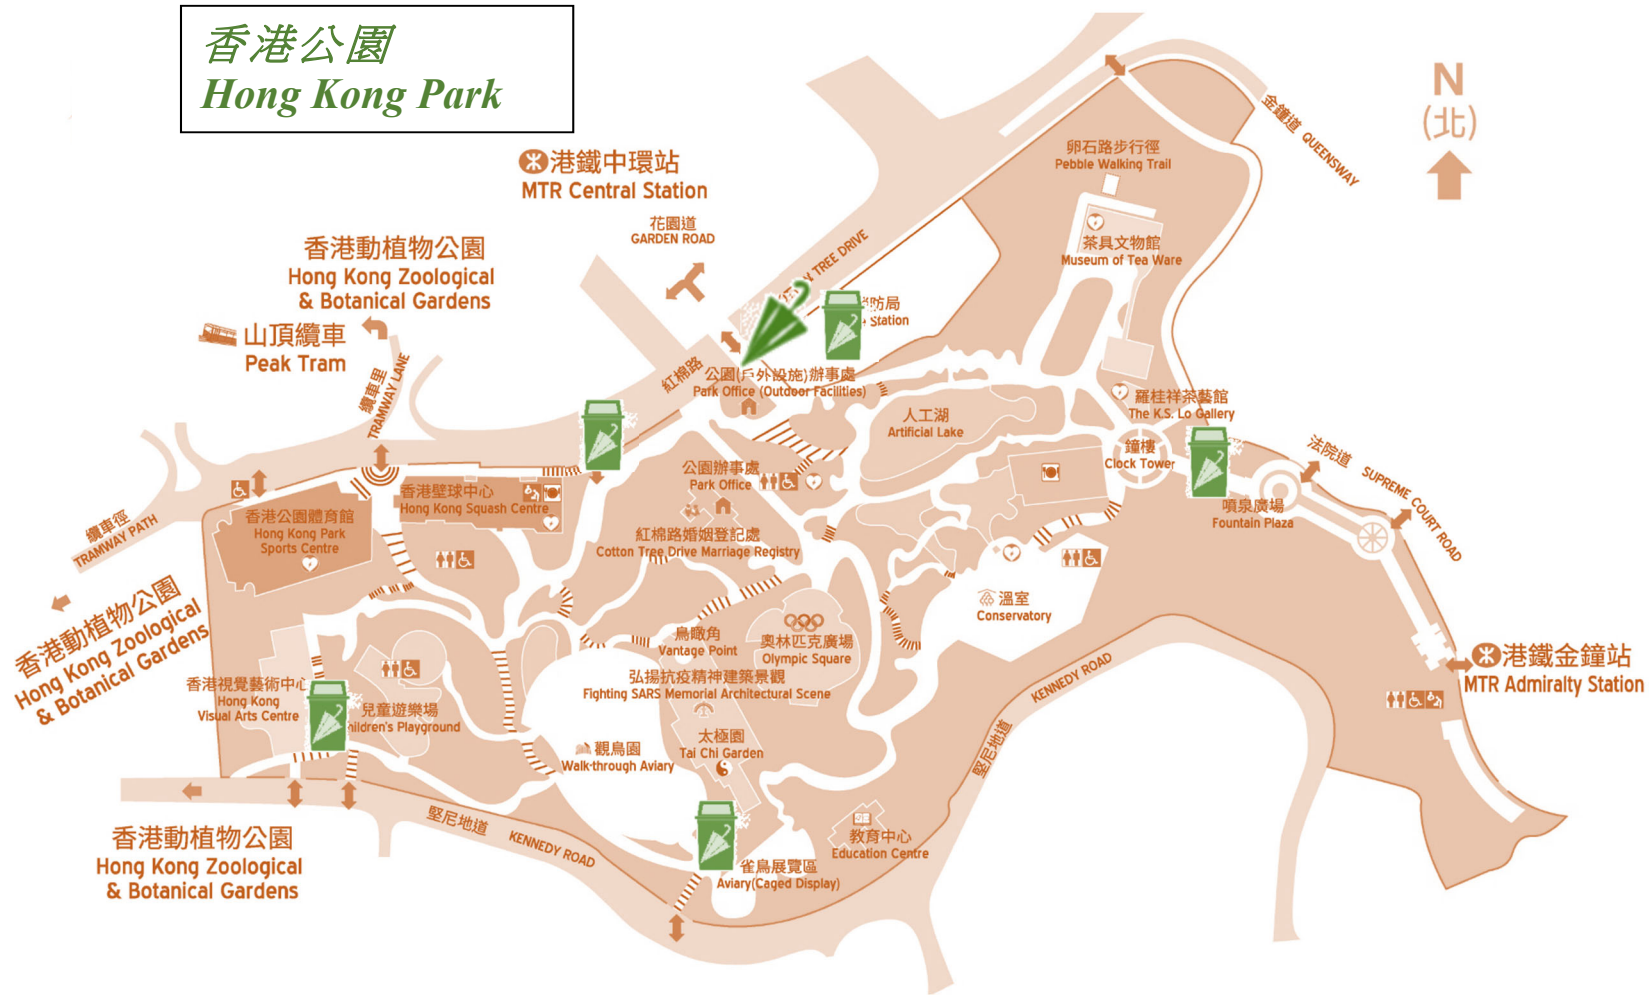 香港公園
Hong Kong Park
N
(北)
金鐘道 QUEENSWAY
卵石路步行徑
Pebble Walking Trail
港鐵中環站
MTR Central Station
花園道
GARDEN ROAD
TREE DRIVE
茶具文物館
Museum of Tea Ware
香港動植物公園
Hong Kong Zoological
& Botanical Gardens
防局
Station
山頂纜車
Peak Tram
纜車里
TRAMWAY LANE
紅棉路
公園(戶外設施)辦事處
Park Office (Outdoor Facilities)
羅桂祥茶藝館
The K.S. Lo Gallery
人工湖
Artificial Lake
鐘樓
Clock Tower
法院道 SUPREME COURT ROAD
公園辦事處
Park Office
香港壁球中心
Hong Kong Squash Centre
噴泉廣場
Fountain Plaza
香港公園體育館
Hong Kong Park
Sports Centre
纜車徑
TRAMWAY PATH
紅棉路婚姻登記處
Cotton Tree Drive Marriage Registry
香港動植物公園
Hong Kong Zoological
& Botanical Gardens
溫室
Conservatory
鳥瞰角
Vantage Point
奧林匹克廣場
Olympic Square
港鐵金鐘站
MTR Admiralty Station
弘揚抗疫精神建築景觀
Fighting SARS Memorial Architectural Scene
香港視覺藝術中心
Hong Kong
Visual Arts Centre
兒童遊樂場
hildren's Playground
太極園
Tai Chi Garden
觀鳥園
Walk-through Aviary
堅尼地道 KENNEDY ROAD
堅尼地道 KENNEDY ROAD
香港動植物公園
Hong Kong Zoological
& Botanical Gardens
教育中心
Education Centre
雀鳥展覽區
Aviary(Caged Display)